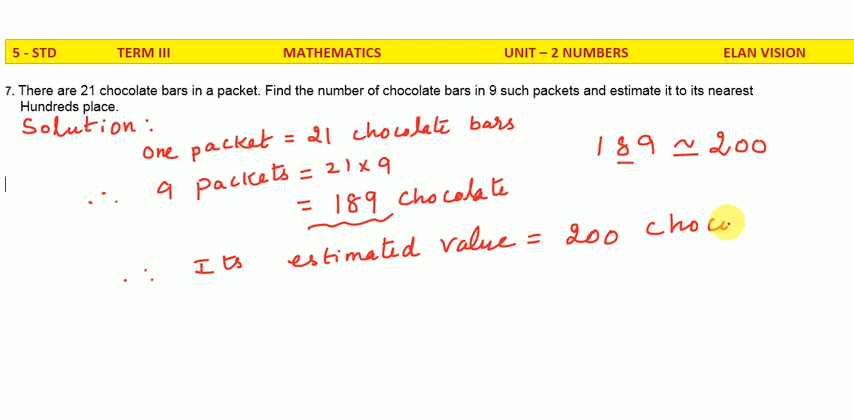 5 - STD TERM III MATHEMATICS UNIT – 2 NUMBERS ELAN VISION
7. There are 21 chocolate bars in a packet. Find the number of chocolate bars in 9 such packets and estimate it to its nearest
Hundreds place.
Solution :
one packet = 21 chocolate bars
∴ 9 packets = 21 x 9
= 189 chocolate
189 ≃ 200
∴ Its estimated value = 200 choc